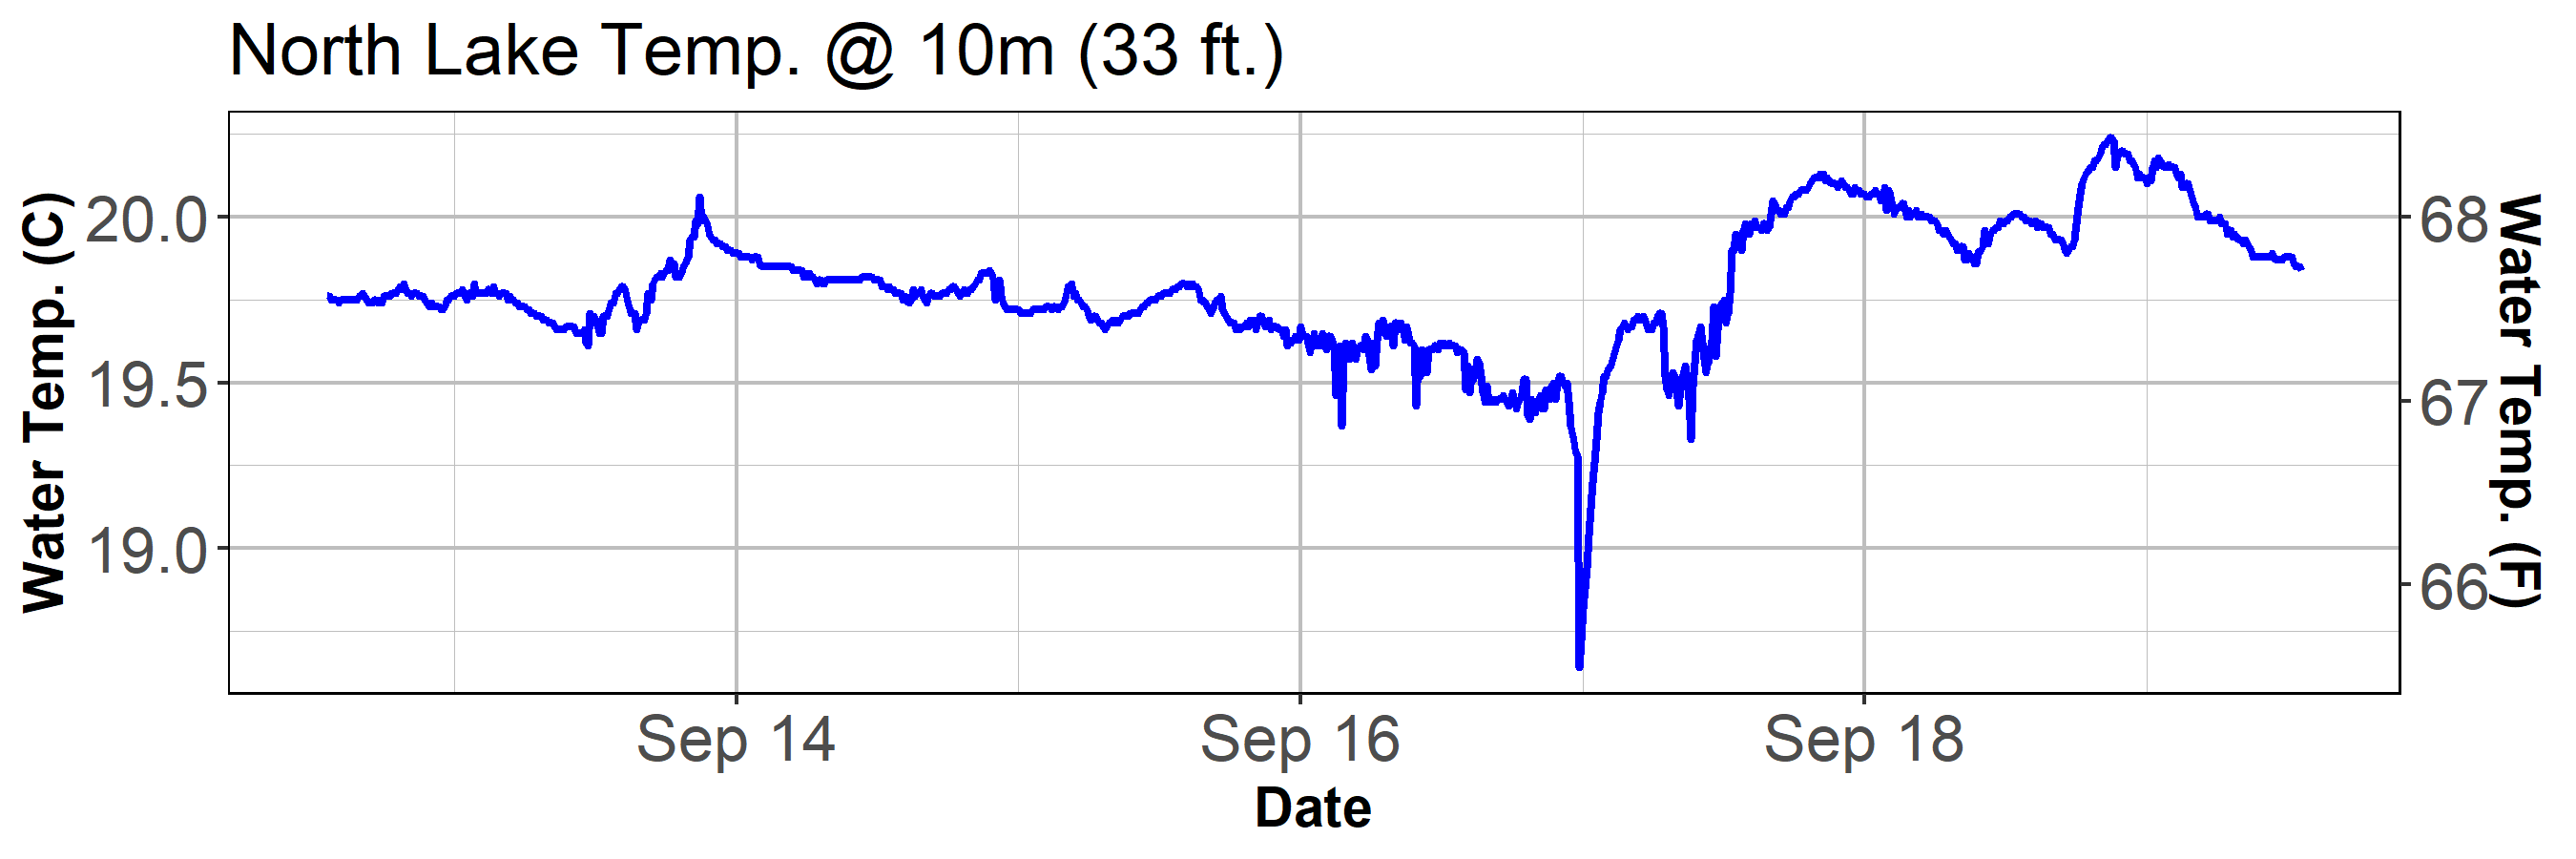 North Lake Temp. @ 10m (33 ft.)
Water Temp. (C)
20.0
19.5
19.0
68
67
66
Water Temp. (F)
Sep 14
Sep 16
Sep 18
Date